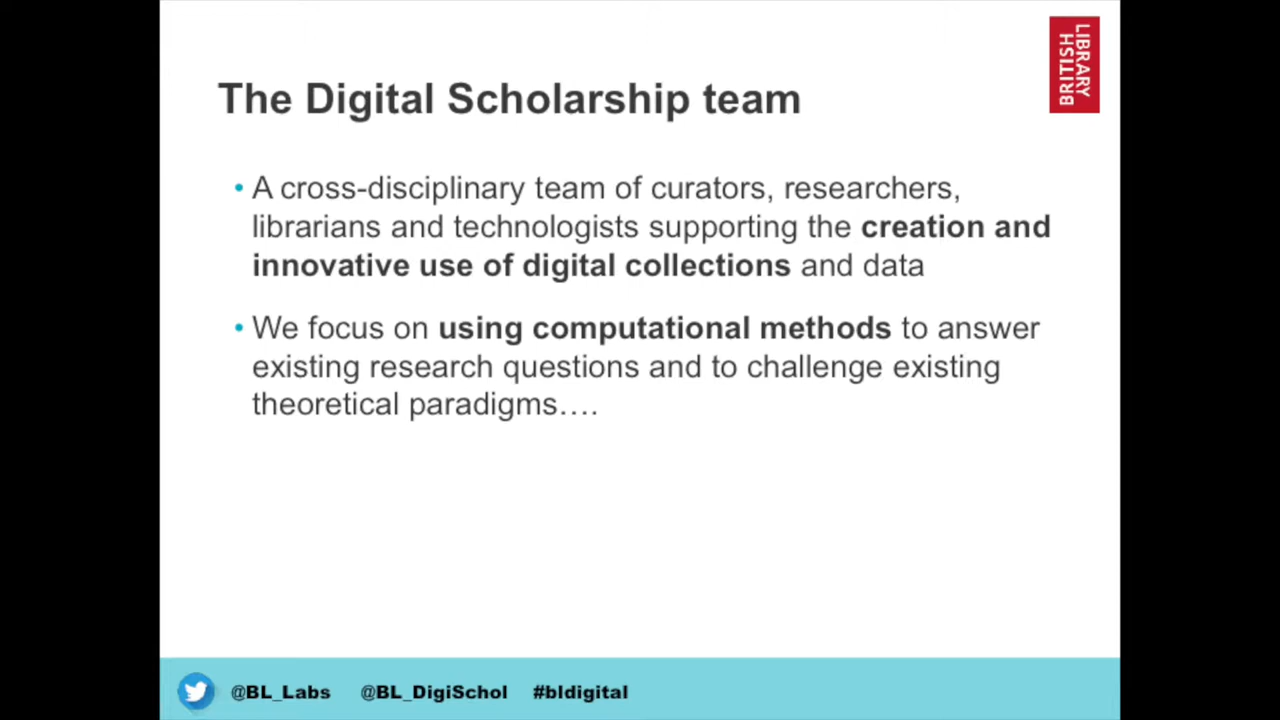 The Digital Scholarship team
BRITISH
LIBRARY
• A cross-disciplinary team of curators, researchers,
librarians and technologists supporting the creation and
innovative use of digital collections and data
• We focus on using computational methods to answer
existing research questions and to challenge existing
theoretical paradigms….
@BL_Labs @BL_DigiSchol #bldigital